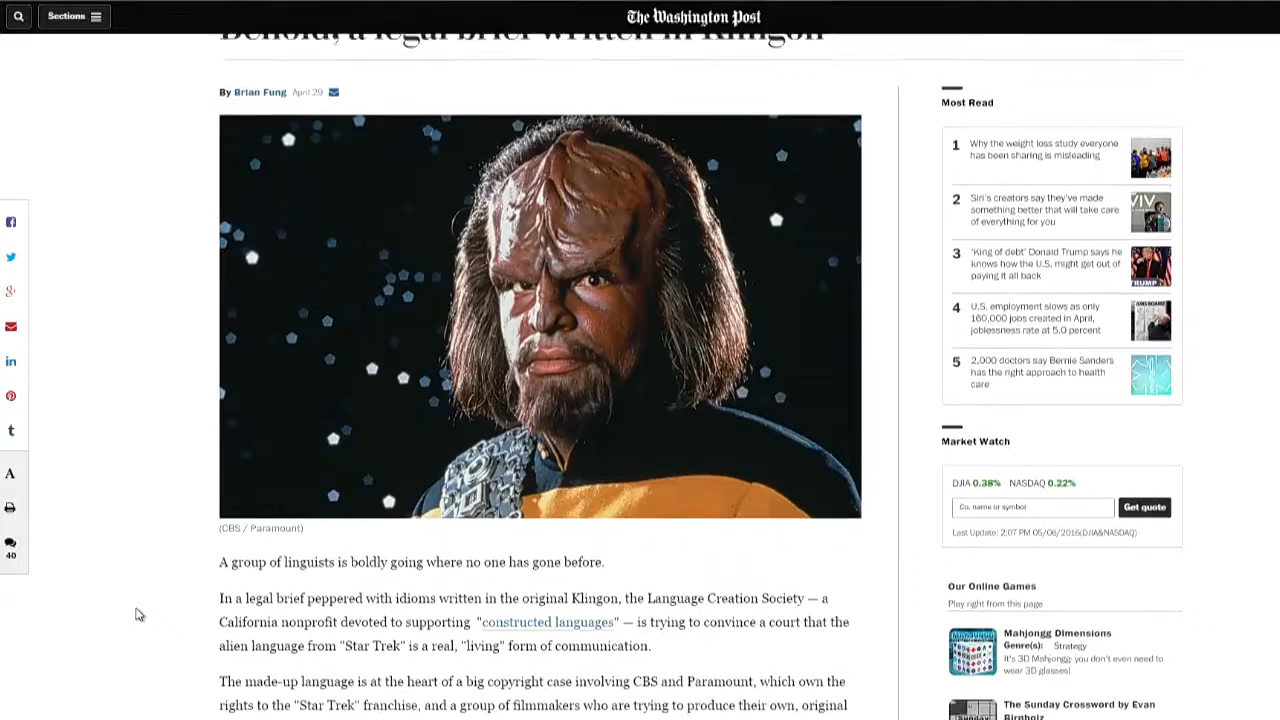 Sections
The Washington Post
Behold, a legal brief written in Klingon
By Brian Fung April 29
(CBS / Paramount)
A group of linguists is boldly going where no one has gone before.
In a legal brief peppered with idioms written in the original Klingon, the Language Creation Society — a
California nonprofit devoted to supporting "constructed languages" — is trying to convince a court that the
alien language from "Star Trek" is a real, "living" form of communication.
The made-up language is at the heart of a big copyright case involving CBS and Paramount, which own the
rights to the "Star Trek" franchise, and a group of filmmakers who are trying to produce their own, original
A
40
Most Read
1 Why the weight loss study everyone
has been sharing is misleading
2 Siri's creators say they've made
something better that will take care
of everything for you
VIV
3 'King of debt' Donald Trump says he
knows how the U.S. might get out of
paying it all back
TRUMP
4 U.S. employment slows as only
160,000 jobs created in April,
joblessness rate at 5.0 percent
5 2,000 doctors say Bernie Sanders
has the right approach to health
care
Market Watch
DJIA 0.38% NASDAQ 0.22%
Co. name or symbol
Get quote
Last Update: 2:07 PM 05/06/2016(DJIA&NASDAQ)
Our Online Games
Play right from this page
Mahjongg Dimensions
Genre(s): Strategy
It's 3D Mahjongg- you don't even need to
wear 3D glasses!
The Sunday Crossword by Evan
Birnholz